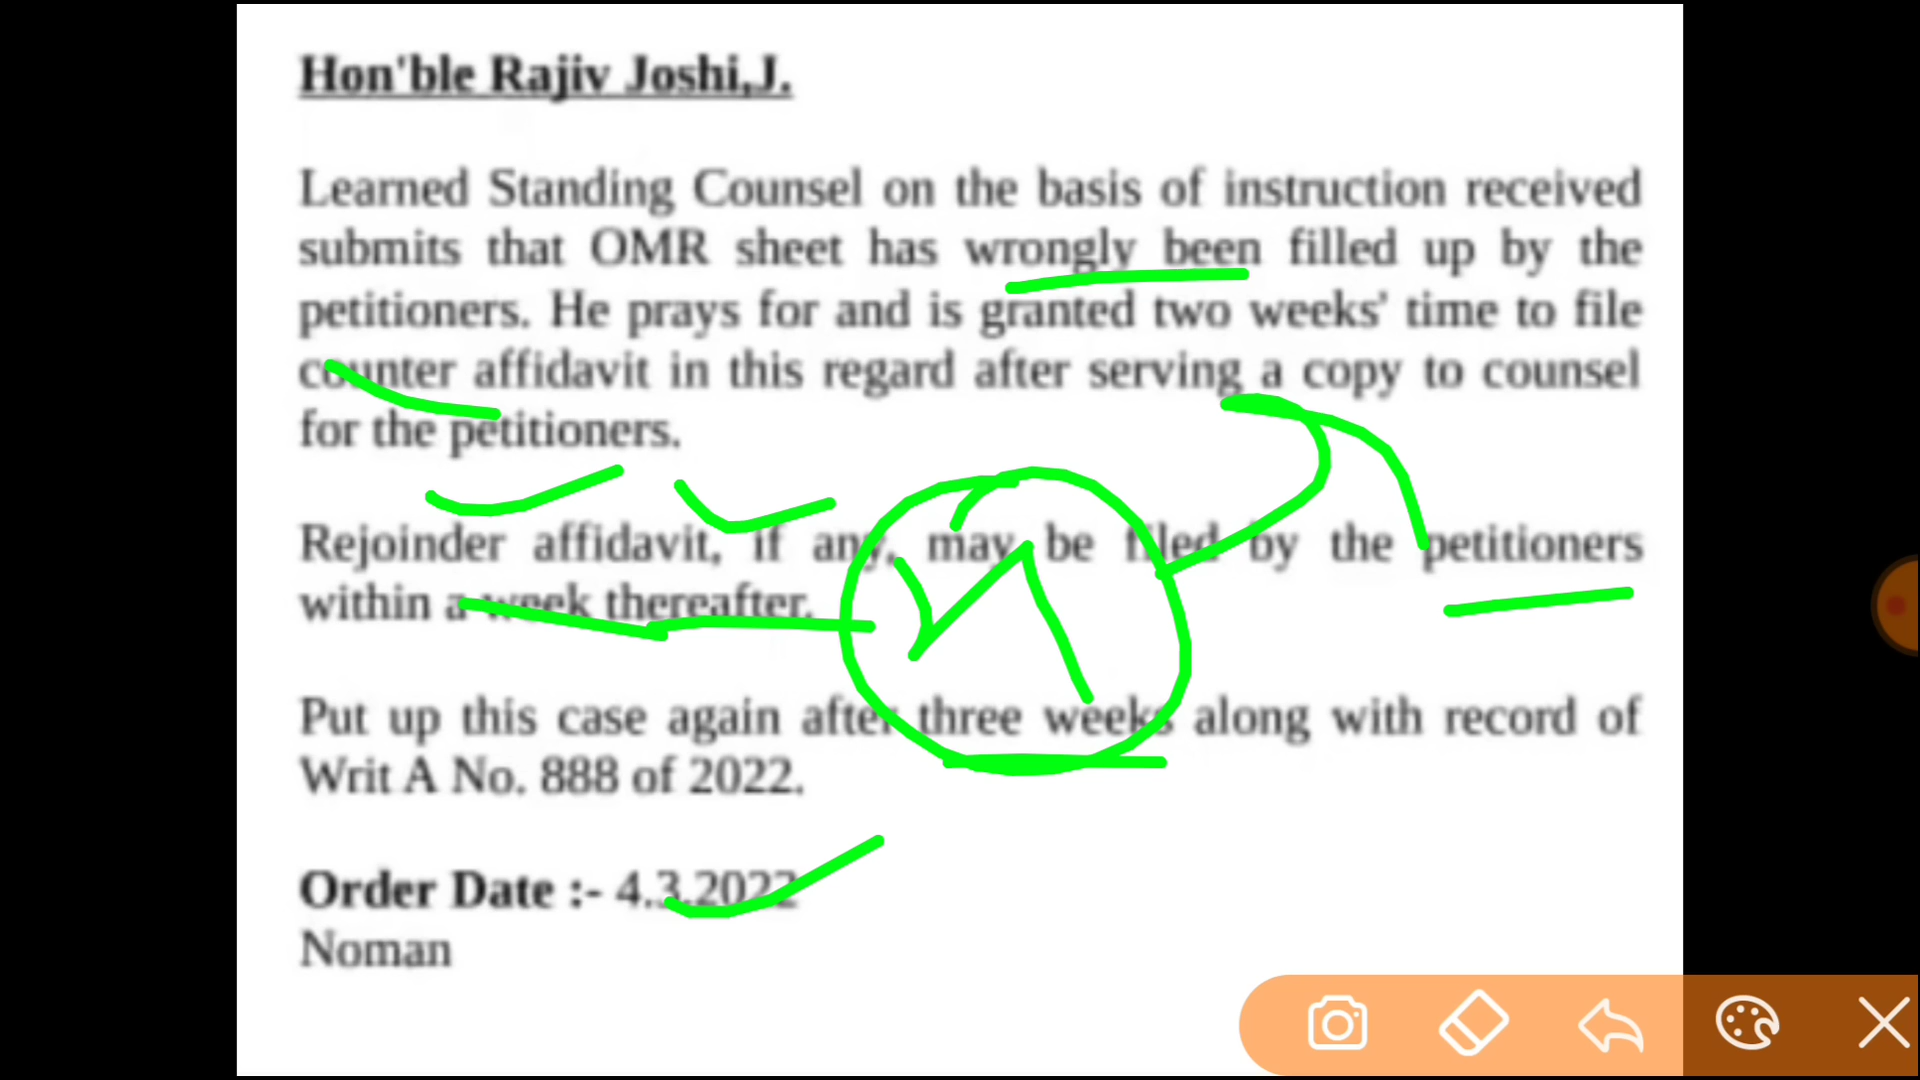 Hon'ble Rajiv Joshi,J.
Learned Standing Counsel on the basis of instruction received
submits that OMR sheet has wrongly been filled up by the
petitioners. He prays for and is granted two weeks' time to file
counter affidavit in this regard after serving a copy to counsel
for the petitioners.
Rejoinder affidavit, if any, may be filed by the petitioners
within a week thereafter.
Put up this case again after three weeks along with record of
Writ A No. 888 of 2022.
Order Date :- 4.3.2022
Noman